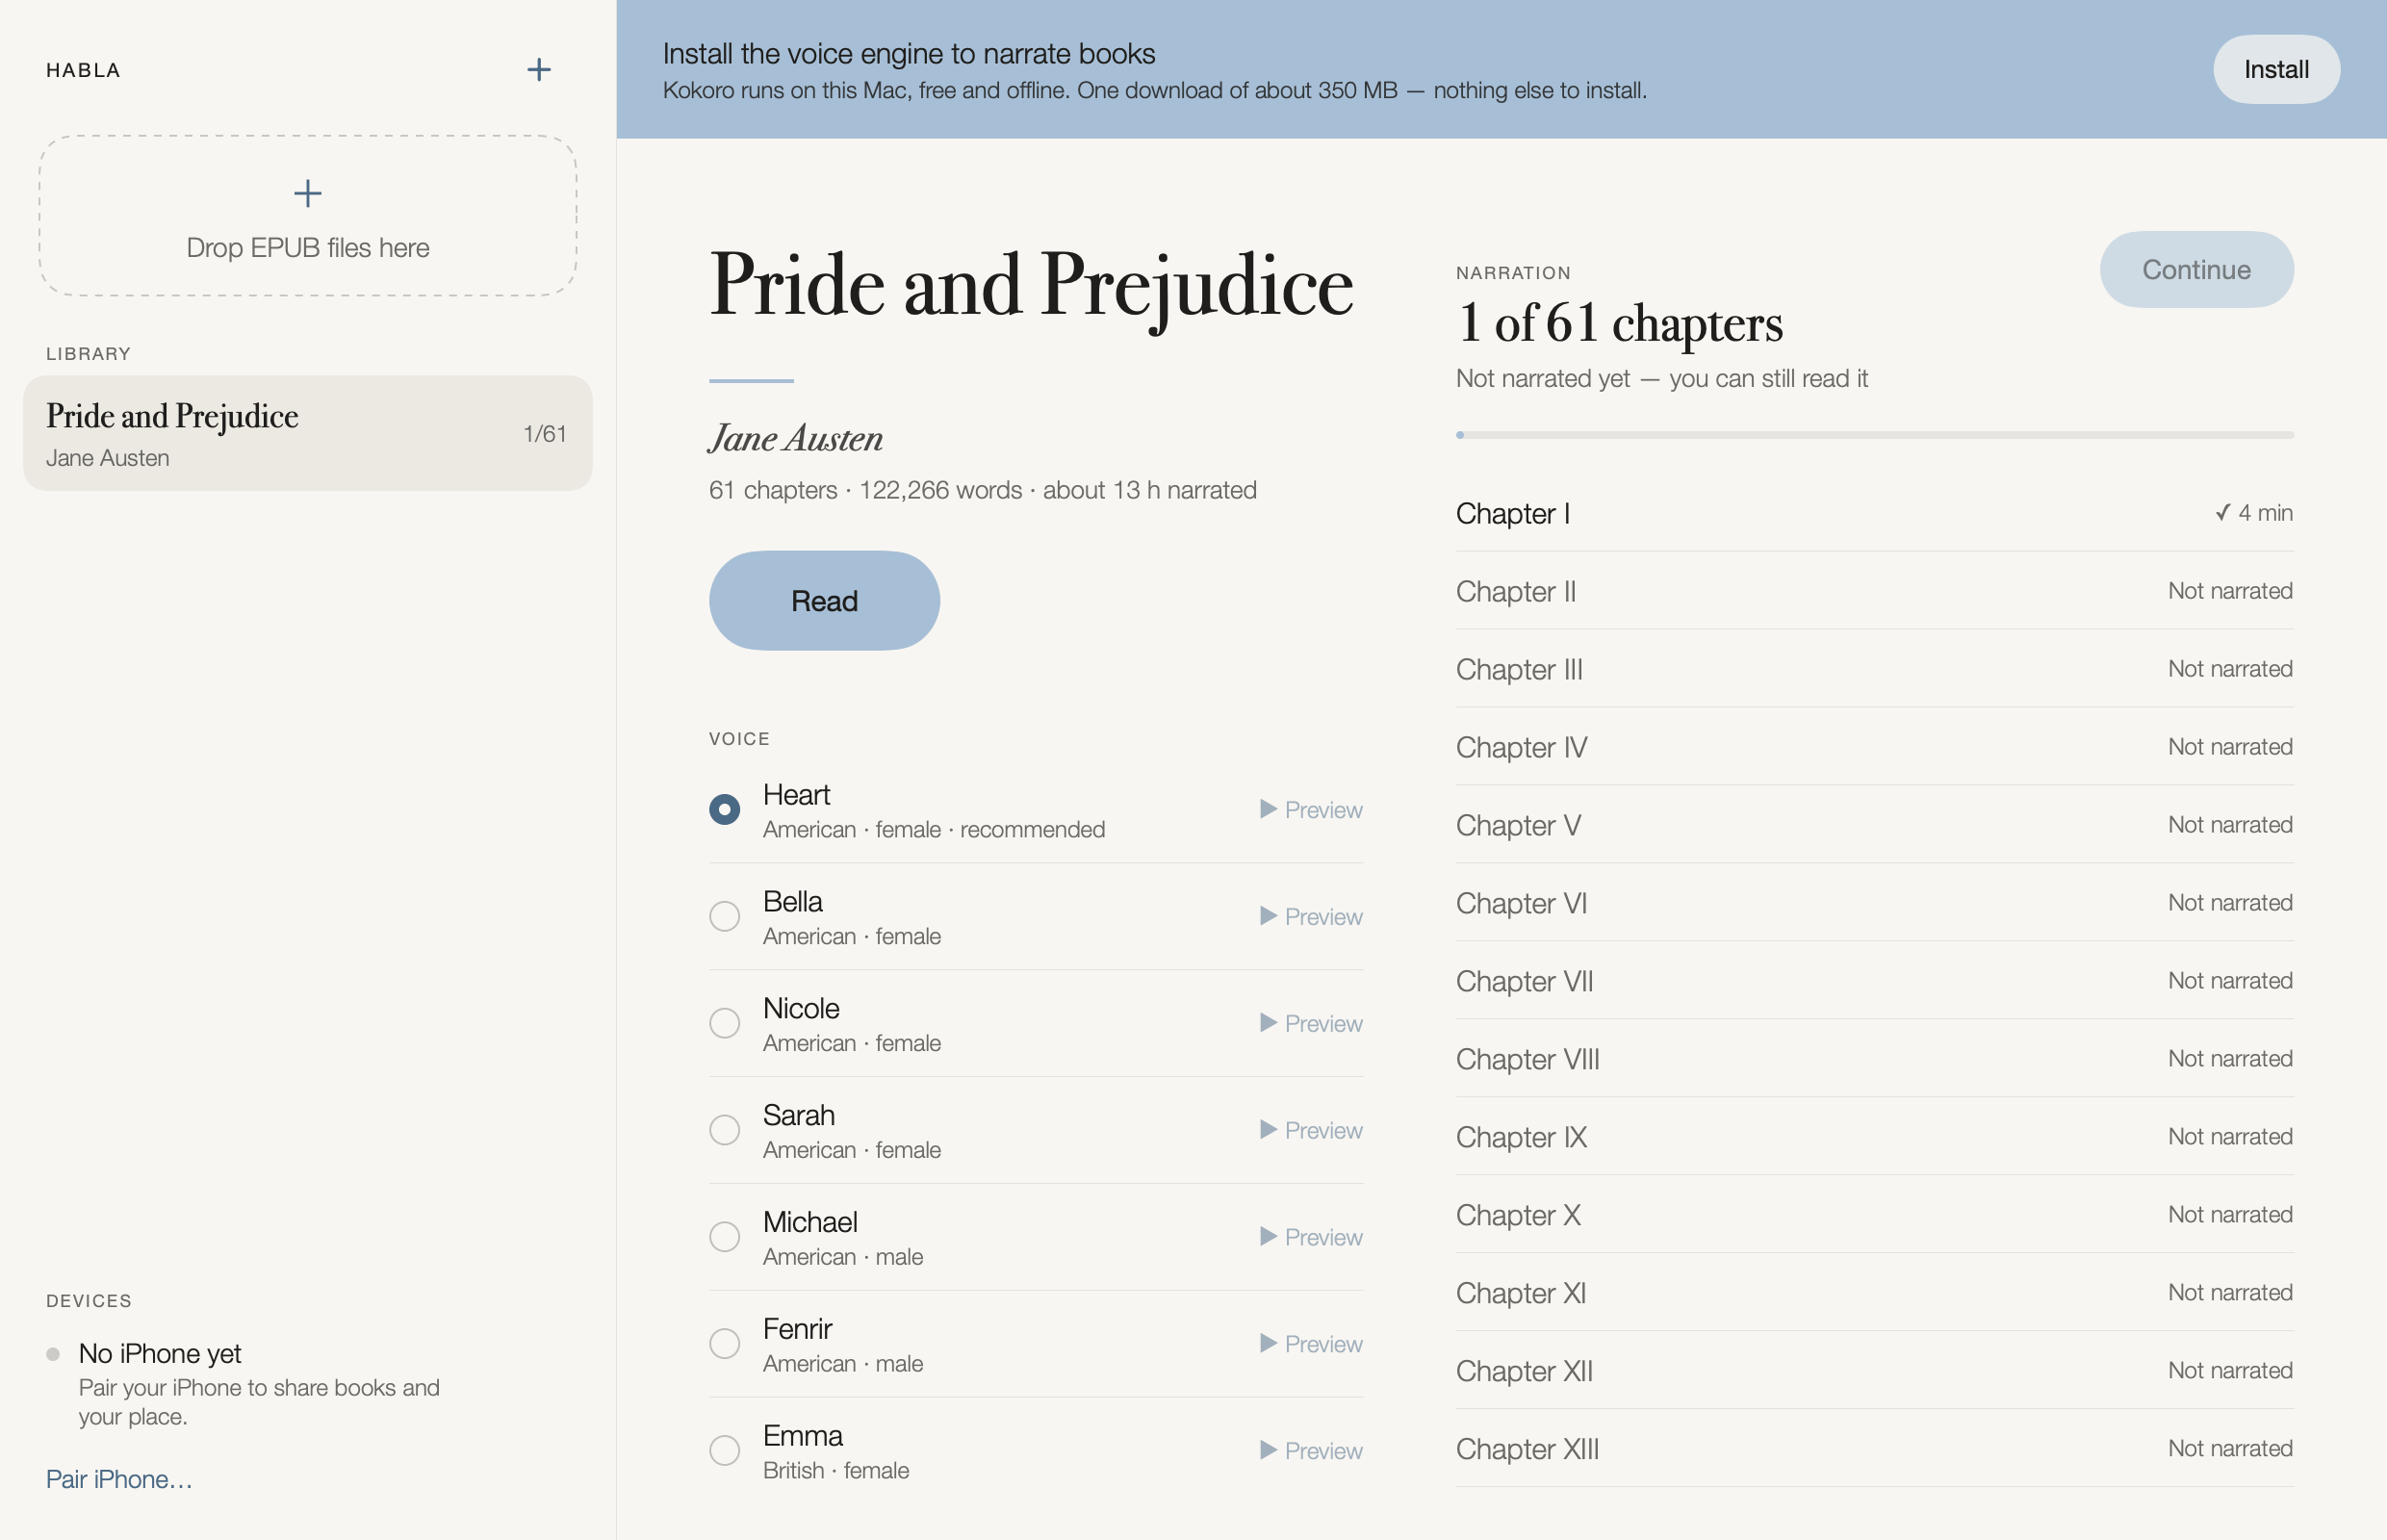 HABLA
Drop EPUB files here
LIBRARY
Pride and Prejudice
Jane Austen
1/61
DEVICES
No iPhone yet
Pair your iPhone to share books and
your place.
Pair iPhone...
Install the voice engine to narrate books
Kokoro runs on this Mac, free and offline. One download of about 350 MB — nothing else to install.
Install
Pride and Prejudice
Jane Austen
61 chapters · 122,266 words · about 13 h narrated
Read
VOICE
Heart
American · female · recommended
▶ Preview
Bella
American · female
▶ Preview
Nicole
American · female
▶ Preview
Sarah
American · female
▶ Preview
Michael
American · male
▶ Preview
Fenrir
American · male
▶ Preview
Emma
British · female
▶ Preview
NARRATION
1 of 61 chapters
Not narrated yet — you can still read it
Continue
Chapter I ✓ 4 min
Chapter II Not narrated
Chapter III Not narrated
Chapter IV Not narrated
Chapter V Not narrated
Chapter VI Not narrated
Chapter VII Not narrated
Chapter VIII Not narrated
Chapter IX Not narrated
Chapter X Not narrated
Chapter XI Not narrated
Chapter XII Not narrated
Chapter XIII Not narrated